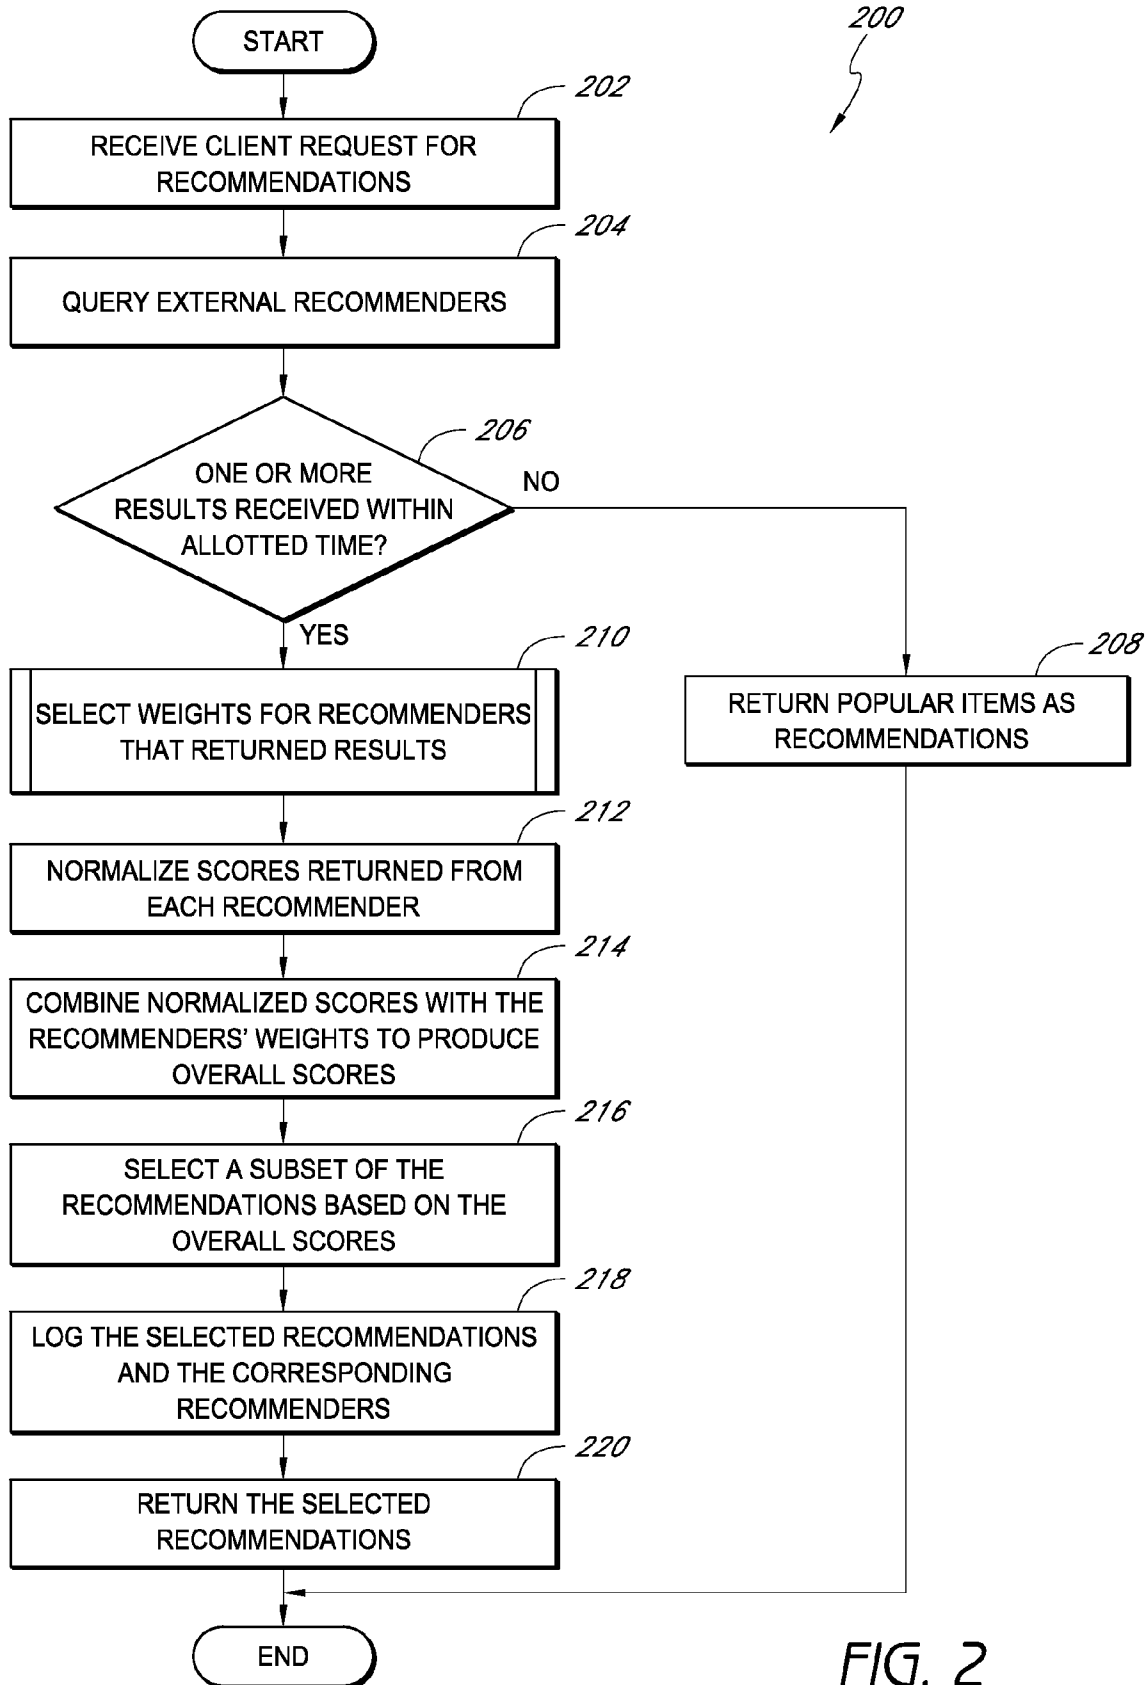 START
200
202
RECEIVE CLIENT REQUEST FOR
RECOMMENDATIONS
204
QUERY EXTERNAL RECOMMENDERS
206
ONE OR MORE
RESULTS RECEIVED WITHIN
ALLOTTED TIME?
NO
YES
210
SELECT WEIGHTS FOR RECOMMENDERS
THAT RETURNED RESULTS
208
RETURN POPULAR ITEMS AS
RECOMMENDATIONS
212
NORMALIZE SCORES RETURNED FROM
EACH RECOMMENDER
214
COMBINE NORMALIZED SCORES WITH THE
RECOMMENDERS' WEIGHTS TO PRODUCE
OVERALL SCORES
216
SELECT A SUBSET OF THE
RECOMMENDATIONS BASED ON THE
OVERALL SCORES
218
LOG THE SELECTED RECOMMENDATIONS
AND THE CORRESPONDING
RECOMMENDERS
220
RETURN THE SELECTED
RECOMMENDATIONS
END
FIG. 2